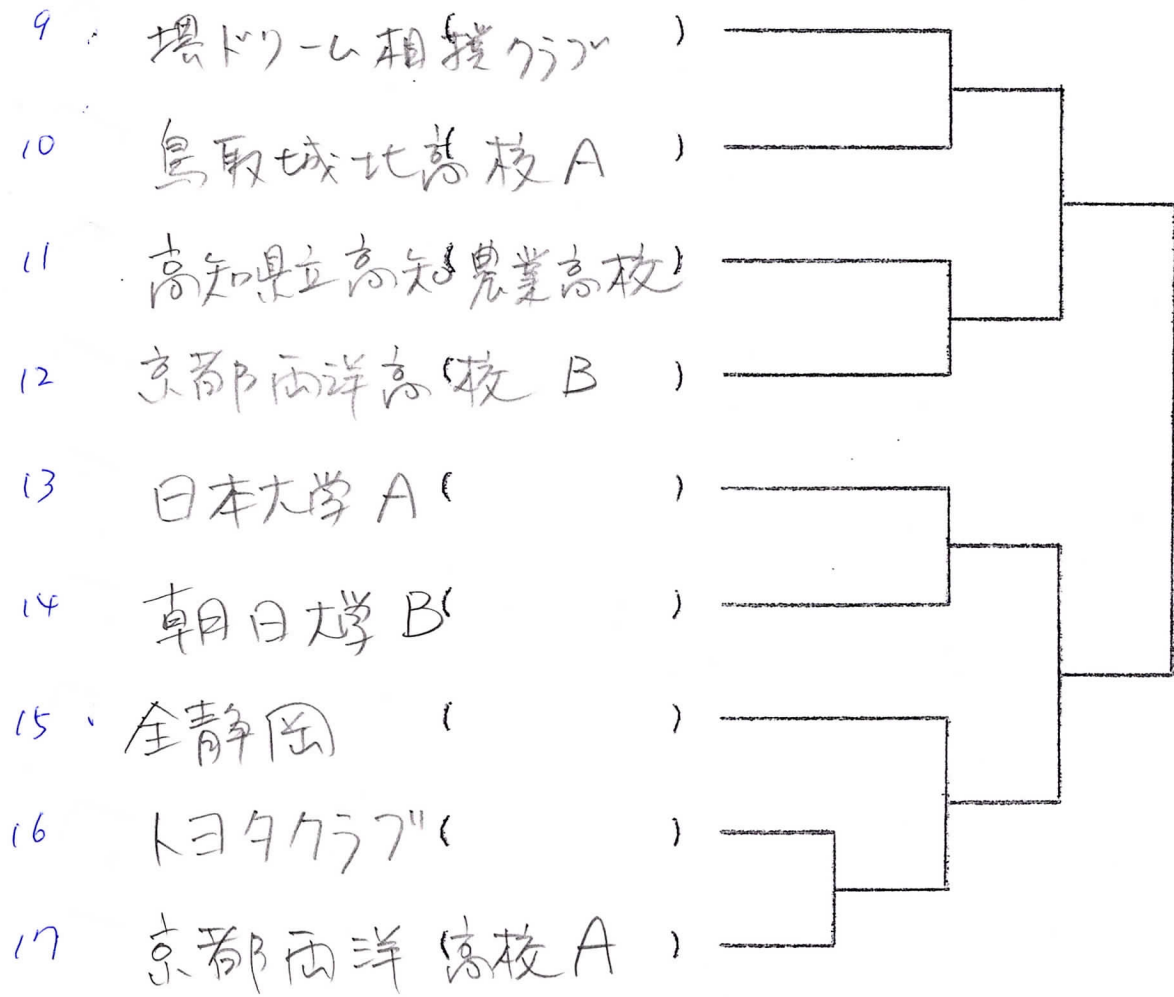 9 堺ドリーム相撲クラブ ( )
10 鳥取城北高校A ( )
11 高知県立高知農業高校 ( )
12 京都両洋高校 B ( )
13 日本大学 A ( )
14 朝日大学 B ( )
15 全静岡 ( )
16 トヨタクラブ ( )
17 京都両洋高校 A ( )